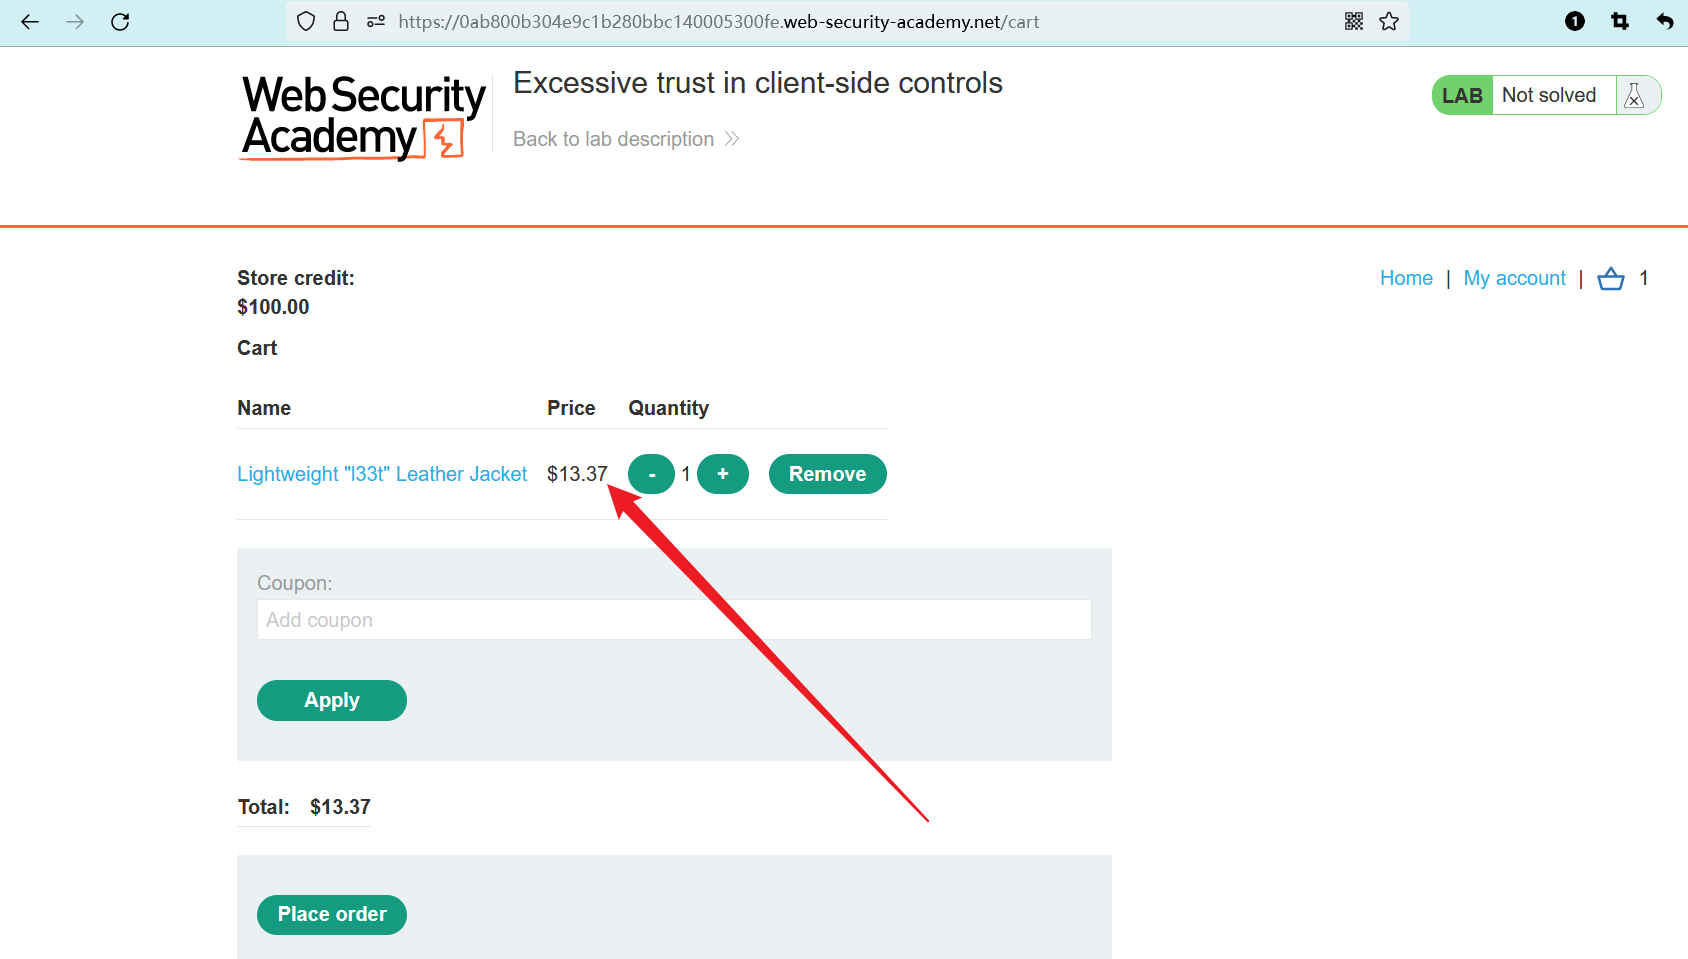 https://0ab800b304e9c1b280bbc140005300fe.web-security-academy.net/cart
1
Web Security
Academy
Excessive trust in client-side controls
Back to lab description
LAB Not solved
Home | My account | 1
Store credit:
$100.00
Cart
Name Price Quantity
Lightweight "l33t" Leather Jacket $13.37 - 1 + Remove
Coupon:
Add coupon
Apply
Total: $13.37
Place order